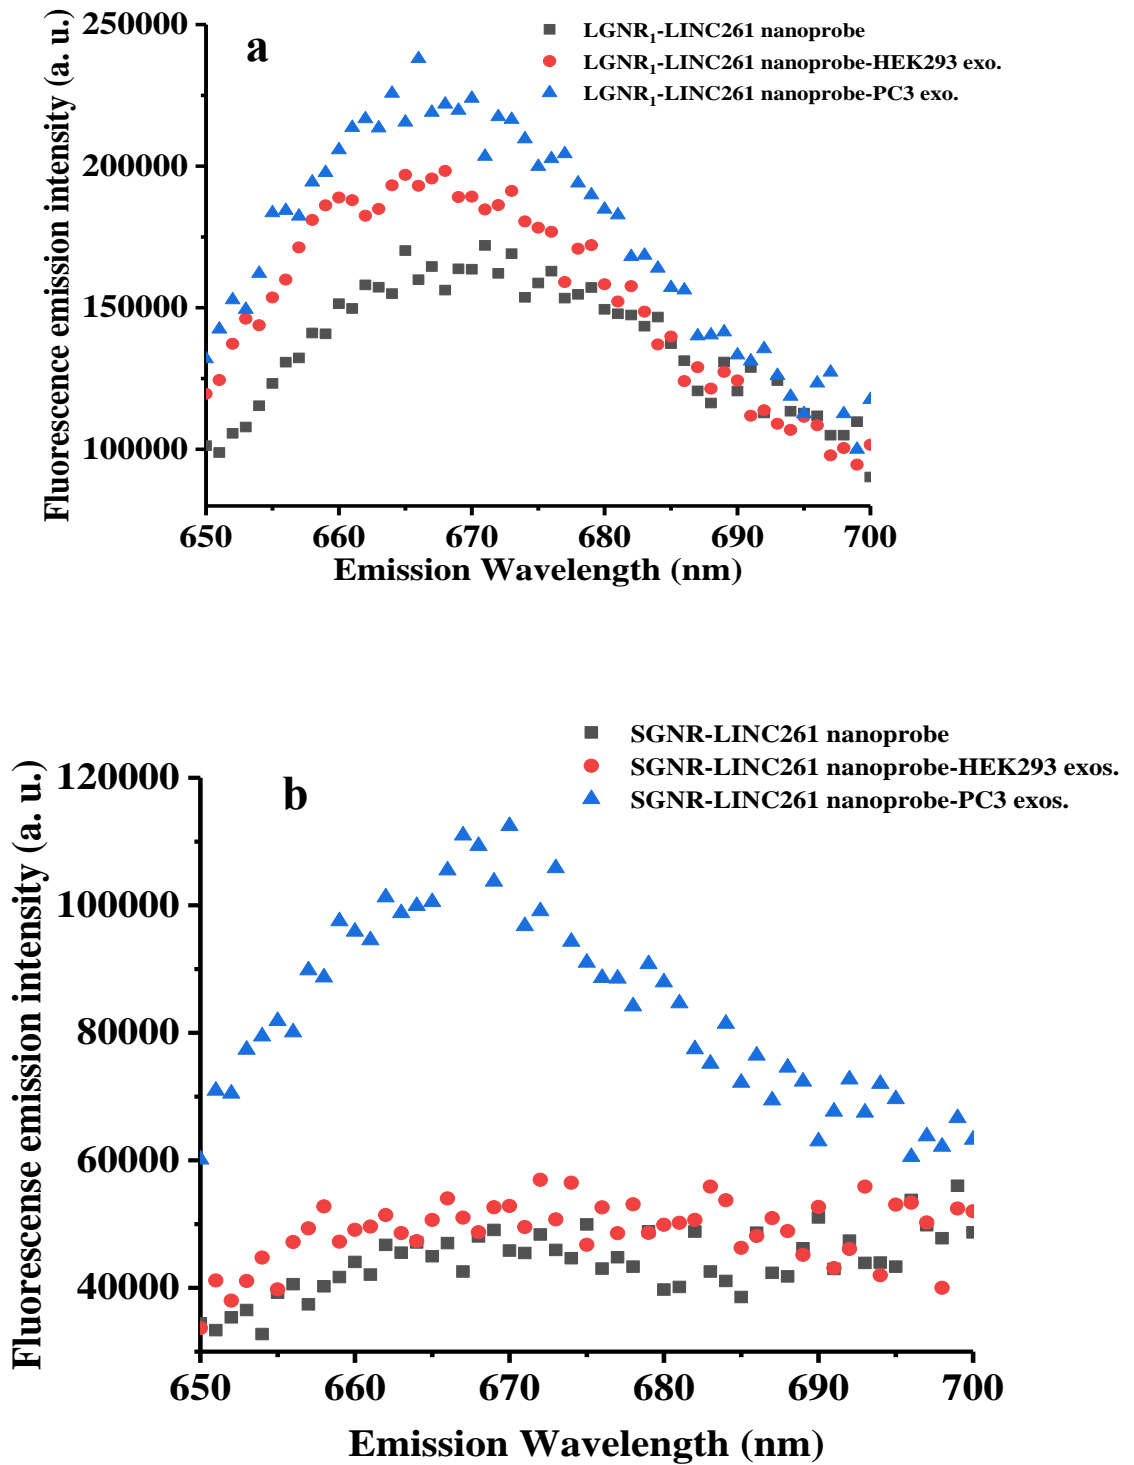 a
LGNR₁-LINC261 nanoprobe
LGNR₁-LINC261 nanoprobe-HEK293 exo.
LGNR₁-LINC261 nanoprobe-PC3 exo.
Fluorescence emission intensity (a. u.)
250000
200000
150000
100000
650 660 670 680 690 700
Emission Wavelength (nm)
b
SGNR-LINC261 nanoprobe
SGNR-LINC261 nanoprobe-HEK293 exos.
SGNR-LINC261 nanoprobe-PC3 exos.
Fluorescense emission intensity (a. u.)
120000
100000
80000
60000
40000
650 660 670 680 690 700
Emission Wavelength (nm)